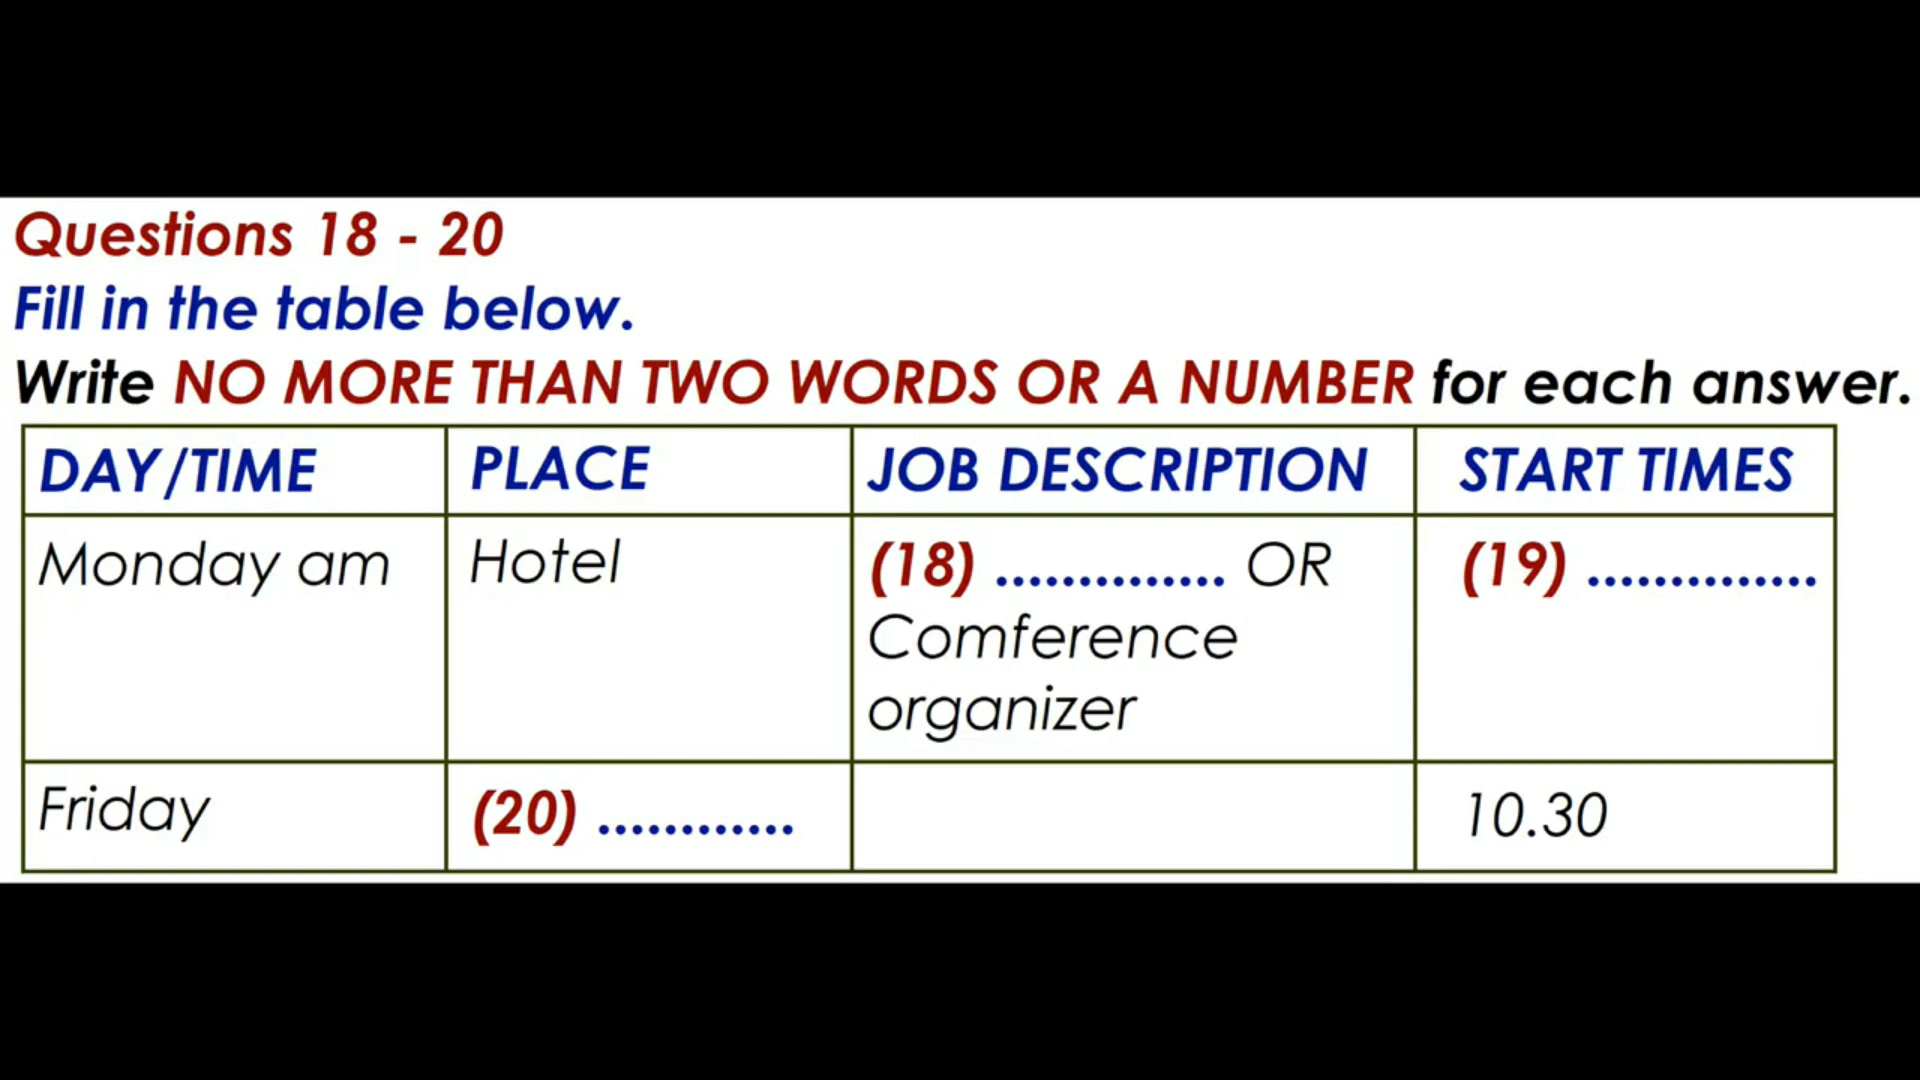 Questions 18 - 20
Fill in the table below.
Write NO MORE THAN TWO WORDS OR A NUMBER for each answer.
DAY/TIME PLACE JOB DESCRIPTION START TIMES
Monday am Hotel (18) .............. OR (19) ..............
Comference
organizer
Friday (20) ............ 10.30